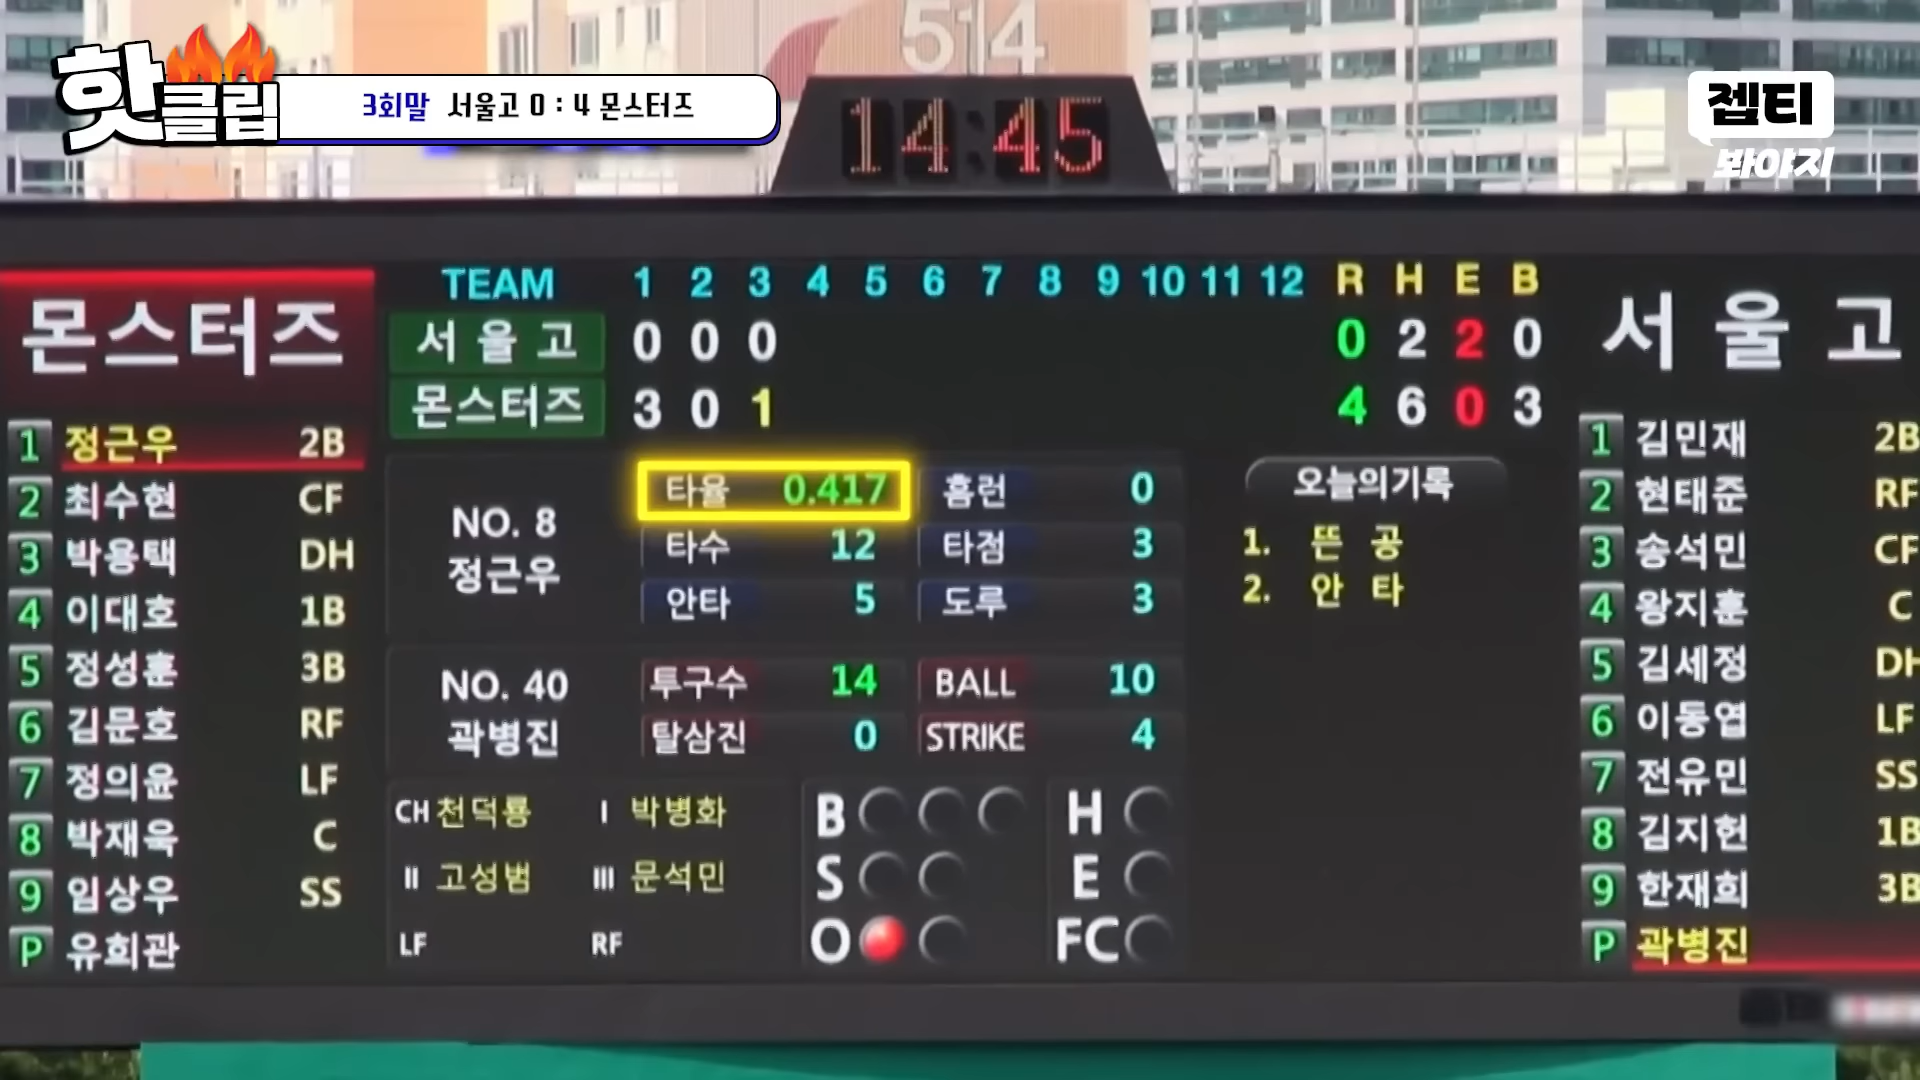 514
핫클립
3회말 서울고 0 : 4 몬스터즈
14:45
젭티
봐야지
몬스터즈
1 정근우 2B
2 최수현 CF
3 박용택 DH
4 이대호 1B
5 정성훈 3B
6 김문호 RF
7 정의윤 LF
8 박재욱 C
9 임상우 SS
P 유희관
TEAM 1 2 3 4 5 6 7 8 9 10 11 12 R H E B
서울고 0 0 0 0 2 2 0
몬스터즈 3 0 1 4 6 0 3
NO. 8
정근우
타율 0.417 홈런 0
타수 12 타점 3
안타 5 도루 3
오늘의기록
1. 뜬 공
2. 안 타
NO. 40
곽병진
투구수 14 BALL 10
탈삼진 0 STRIKE 4
CH 천덕룡 I 박병화
II 고성범 III 문석민
LF RF
B H
S E
O FC
서울고
1 김민재 2B
2 현태준 RF
3 송석민 CF
4 왕지훈 C
5 김세정 DH
6 이동엽 LF
7 전유민 SS
8 김지헌 1B
9 한재희 3B
P 곽병진